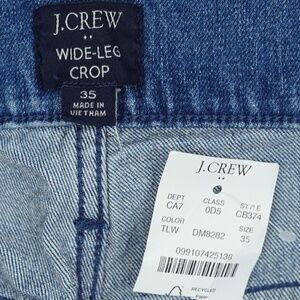 J.CREW
WIDE-LEG
CROP
35
MADE IN
VIETNAM
J.CREW
DEPT CLASS STYLE
CA7 0D5 CB374
COLOR SIZE
TLW DM8282 35
099107425138
RECYCLED
Paper